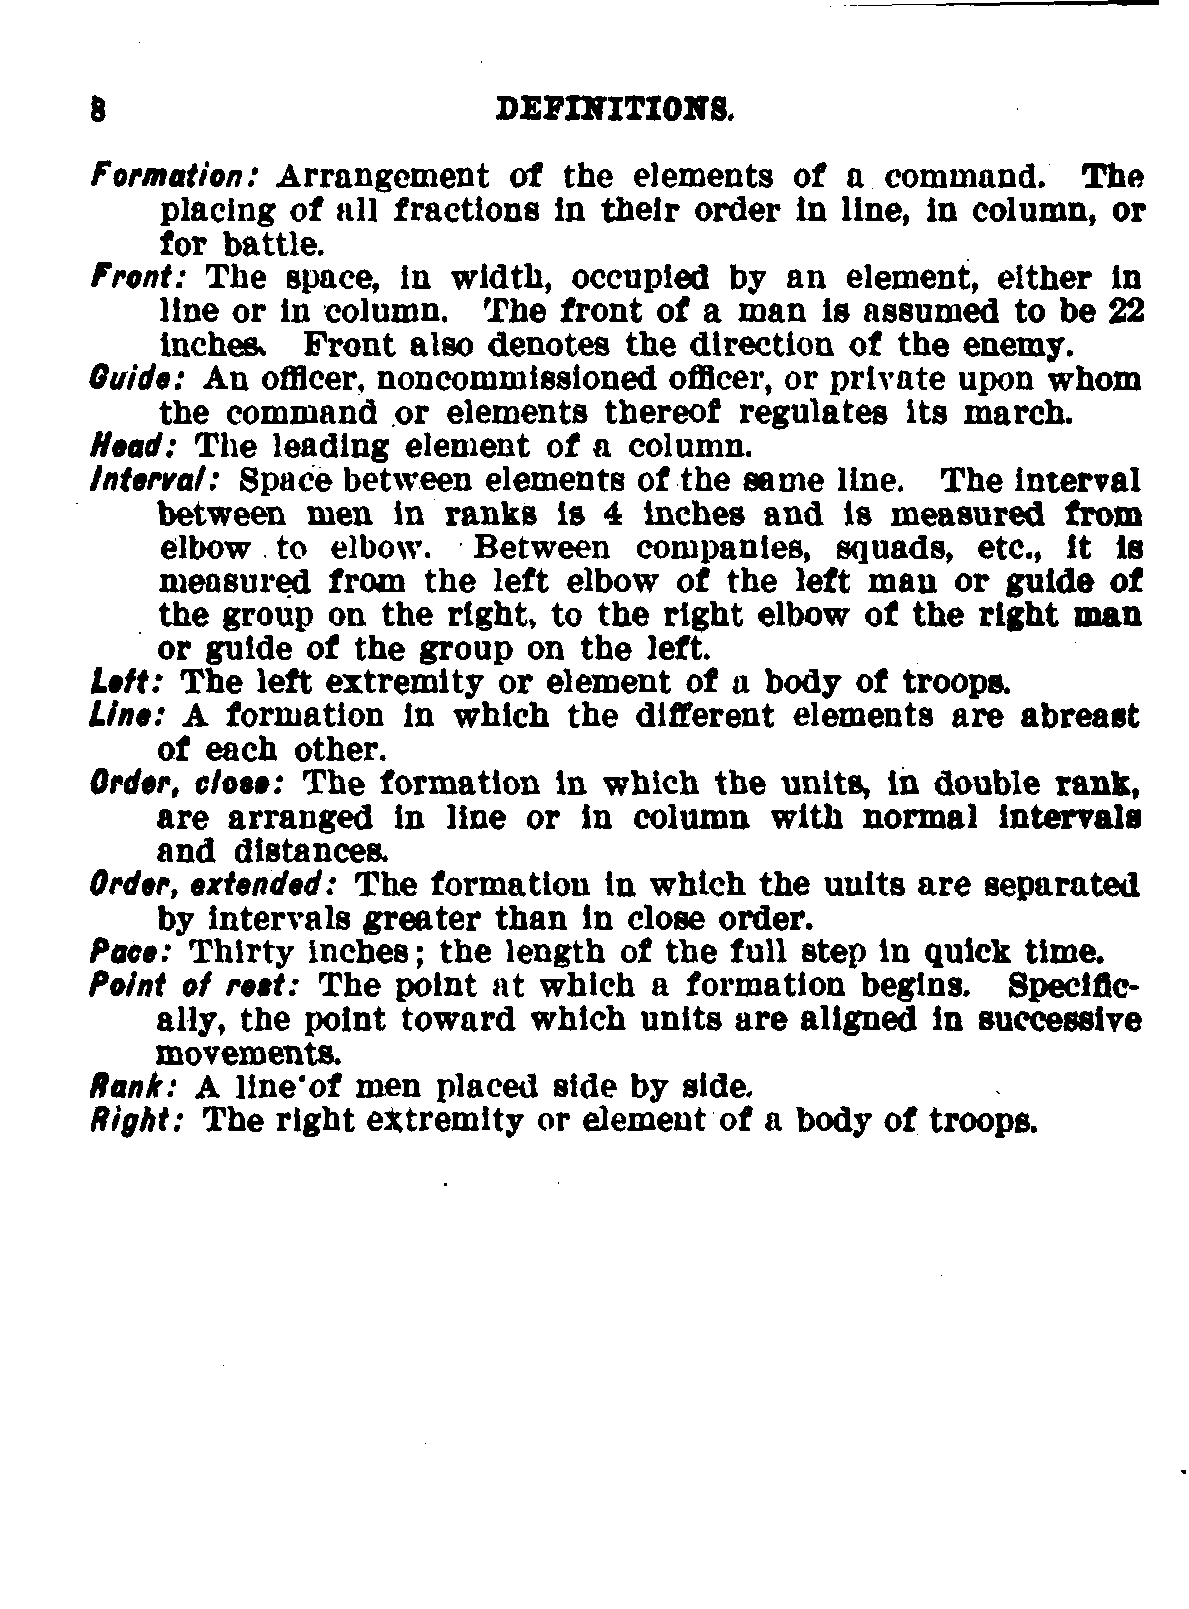 8 DEFINITIONS.
Formation: Arrangement of the elements of a command. The
placing of all fractions in their order in line, in column, or
for battle.
Front: The space, in width, occupied by an element, either in
line or in column. The front of a man is assumed to be 22
inches. Front also denotes the direction of the enemy.
Guide: An officer, noncommissioned officer, or private upon whom
the command or elements thereof regulates its march.
Head: The leading element of a column.
Interval: Space between elements of the same line. The interval
between men in ranks is 4 inches and is measured from
elbow to elbow. Between companies, squads, etc., it is
measured from the left elbow of the left man or guide of
the group on the right, to the right elbow of the right man
or guide of the group on the left.
Left: The left extremity or element of a body of troops.
Line: A formation in which the different elements are abreast
of each other.
Order, close: The formation in which the units, in double rank,
are arranged in line or in column with normal intervals
and distances.
Order, extended: The formation in which the units are separated
by intervals greater than in close order.
Pace: Thirty inches; the length of the full step in quick time.
Point of rest: The point at which a formation begins. Specific-
ally, the point toward which units are aligned in successive
movements.
Rank: A line of men placed side by side.
Right: The right extremity or element of a body of troops.